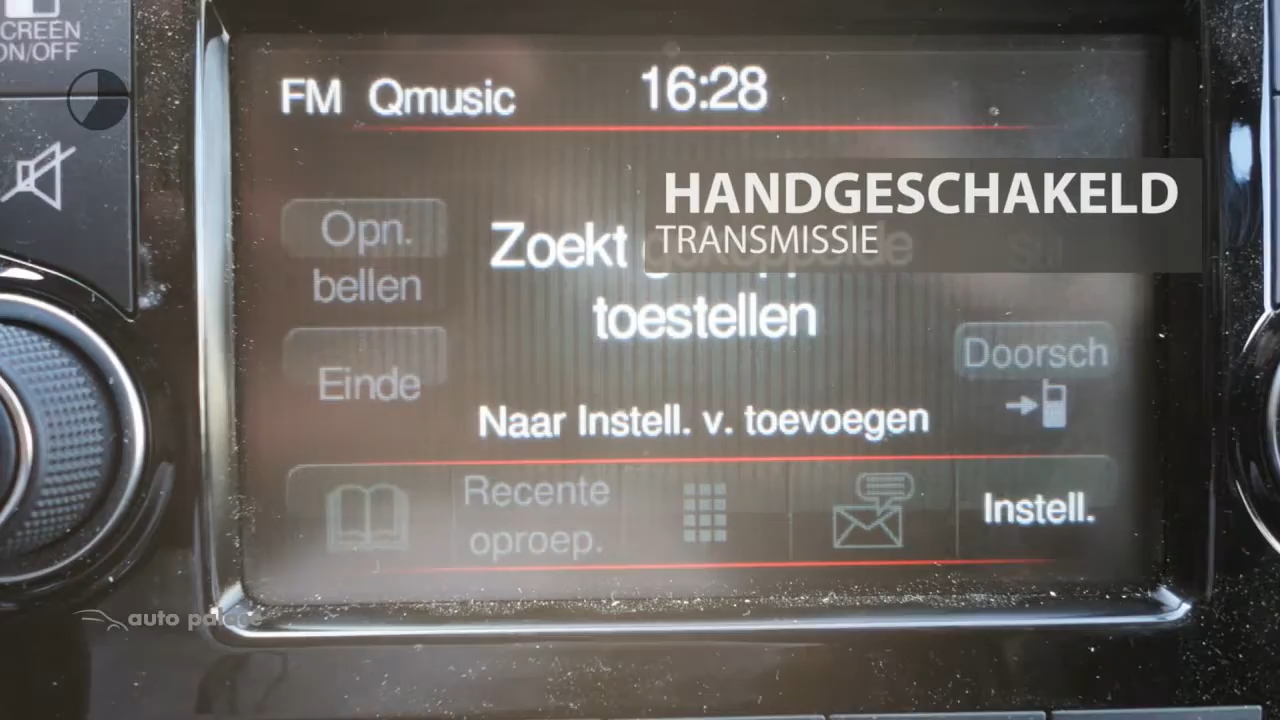 SCREEN
ON/OFF
FM Qmusic 16:28
HANDGESCHAKELD
TRANSMISSIE
Opn.
bellen
Zoekt
toestellen
Einde
Doorsch
Naar Instell. v. toevoegen
Recente
oproep.
Instell.
auto palace